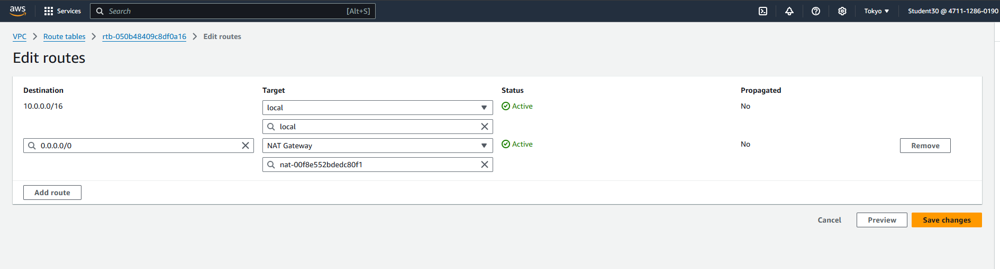 aws Services Search [Alt+S] Tokyo Student30 @ 4711-1286-0190
VPC Route tables rtb-050b48409c8df0a16 Edit routes
Edit routes
Destination Target Status Propagated
10.0.0.0/16 local Active No
local
0.0.0.0/0 NAT Gateway Active No Remove
nat-00f8e552bdedc80f1
Add route
Cancel Preview Save changes